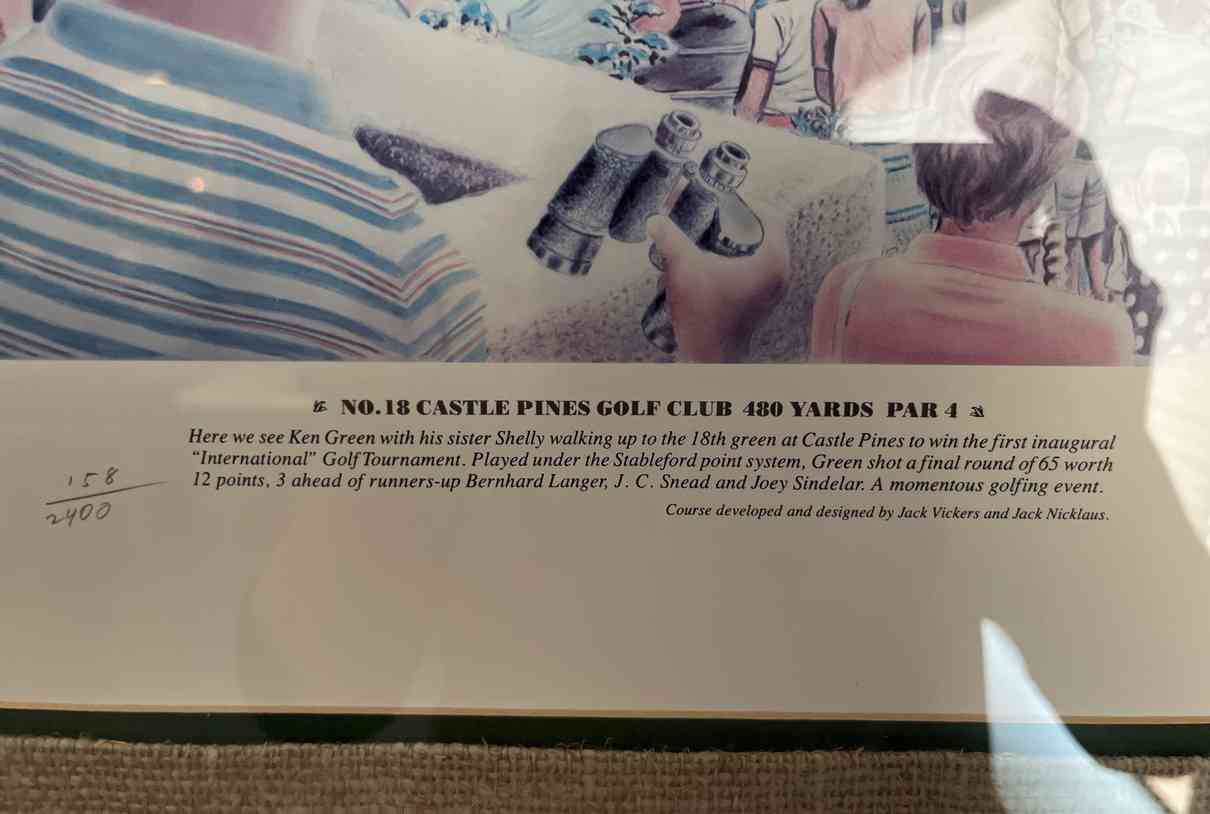 NO. 18 CASTLE PINES GOLF CLUB 480 YARDS PAR 4
Here we see Ken Green with his sister Shelly walking up to the 18th green at Castle Pines to win the first inaugural
“International” Golf Tournament. Played under the Stableford point system, Green shot a final round of 65 worth
12 points, 3 ahead of runners-up Bernhard Langer, J. C. Snead and Joey Sindelar. A momentous golfing event.
Course developed and designed by Jack Vickers and Jack Nicklaus.
158
2400